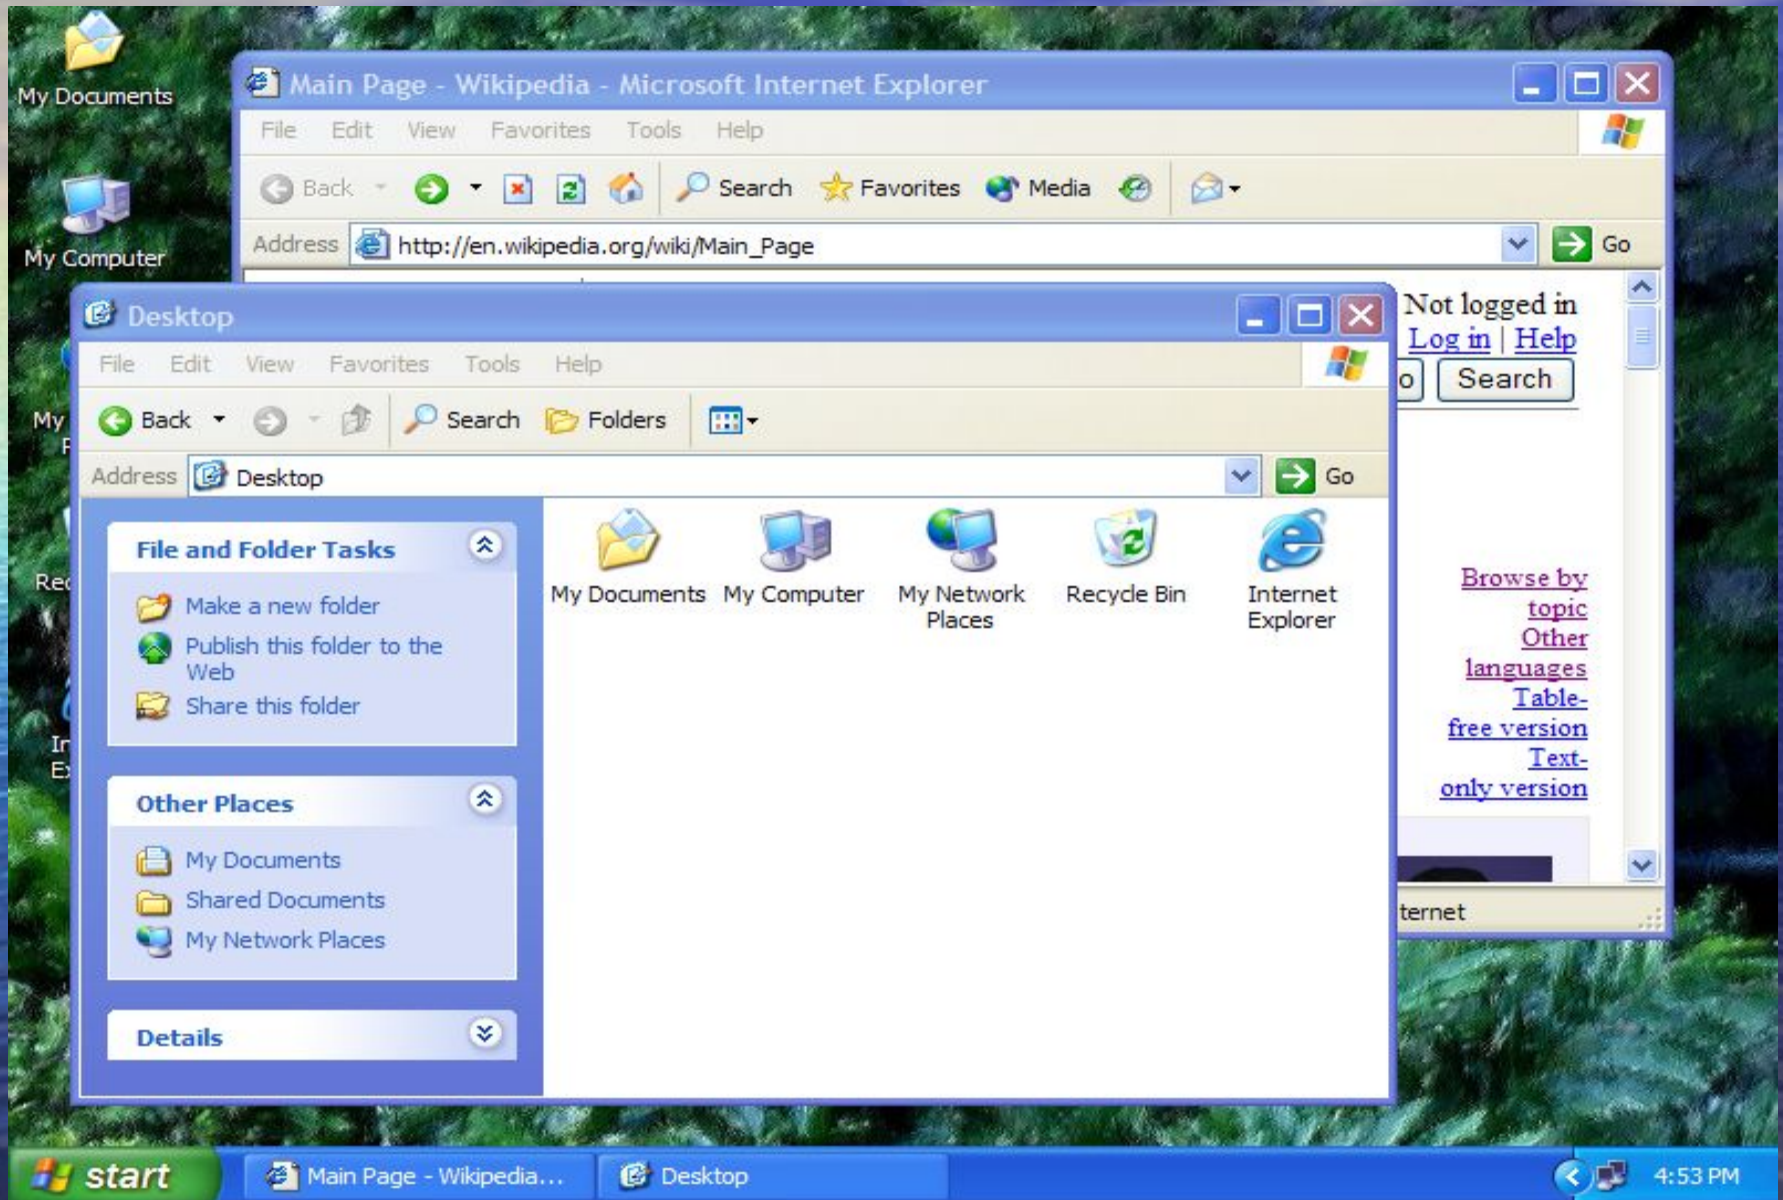 My Documents
Main Page - Wikipedia - Microsoft Internet Explorer
File Edit View Favorites Tools Help
Back Search Favorites Media
My Computer
Address http://en.wikipedia.org/wiki/Main_Page Go
Not logged in
Log in | Help
Search
Desktop
File Edit View Favorites Tools Help
My
Back Search Folders
Address Desktop Go
File and Folder Tasks
Make a new folder
Publish this folder to the
Web
Share this folder
My Documents
My Computer
My Network
Places
Recycle Bin
Internet
Explorer
Browse by
topic
Other
languages
Table-
free version
Text-
only version
Other Places
My Documents
Shared Documents
My Network Places
Details
start
Main Page - Wikipedia...
Desktop
4:53 PM